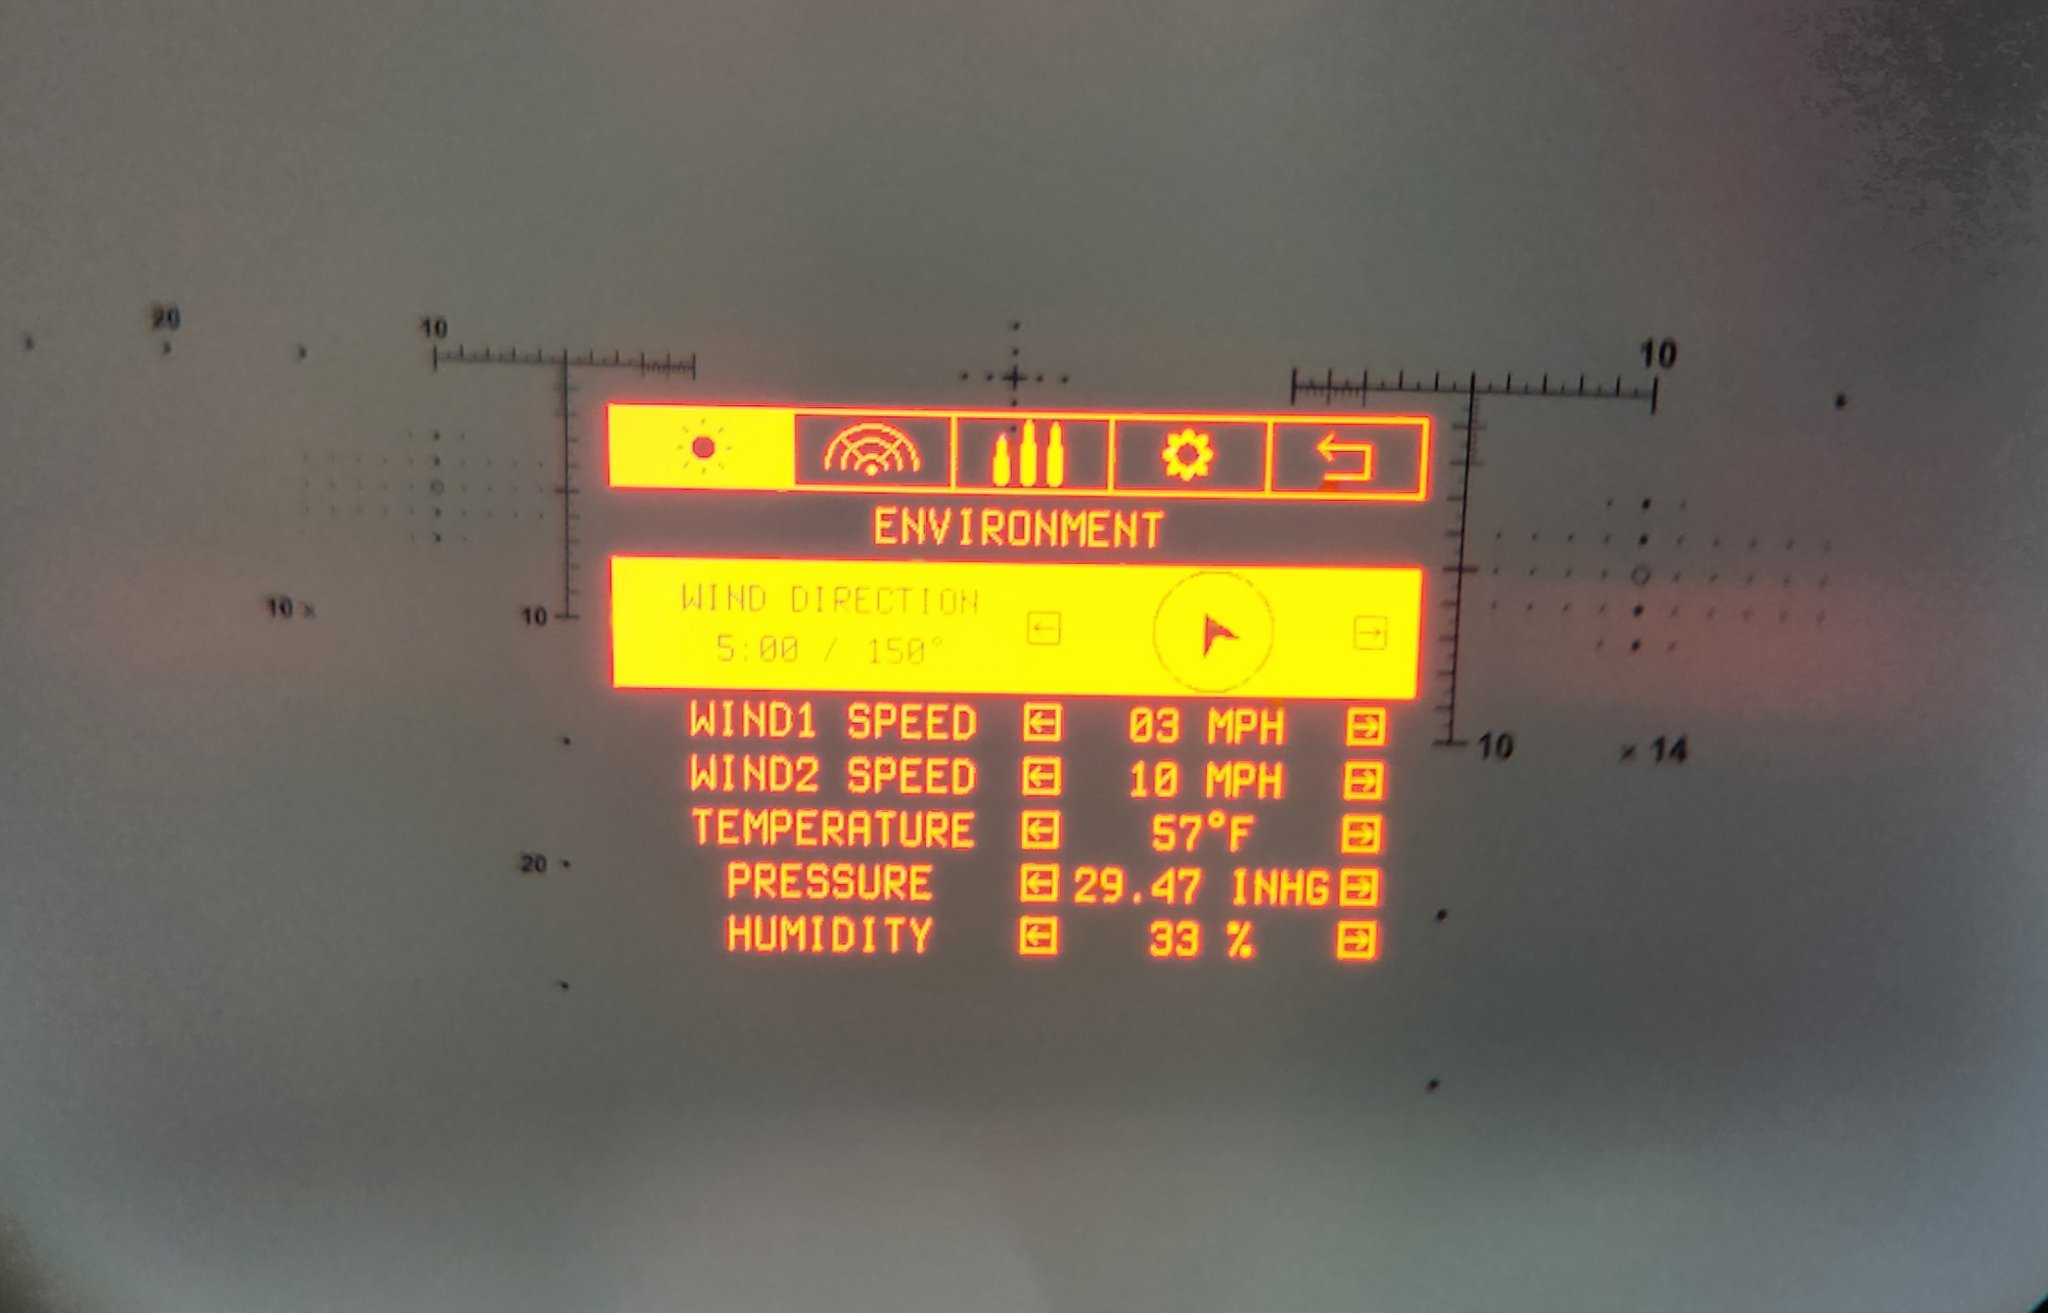 20
10
10
ENVIRONMENT
WIND DIRECTION
5:00 / 150°
10 x
10
WIND1 SPEED ← 03 MPH →
10
x 14
WIND2 SPEED ← 10 MPH →
TEMPERATURE ← 57°F →
20
PRESSURE ← 29.47 INHG →
HUMIDITY ← 33 % →